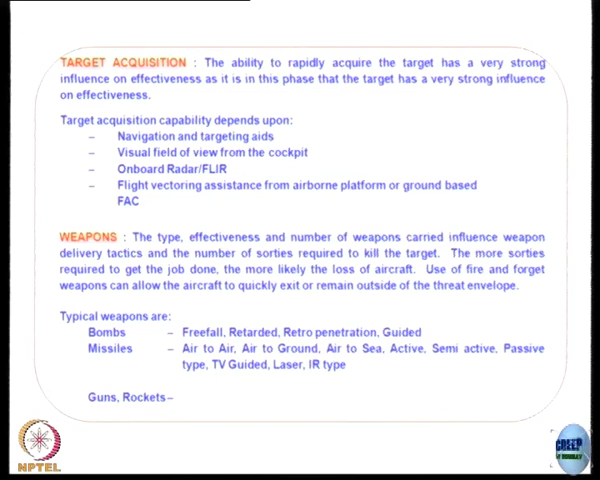 TARGET ACQUISITION : The ability to rapidly acquire the target has a very strong
influence on effectiveness as it is in this phase that the target has a very strong influence
on effectiveness.
Target acquisition capability depends upon:
– Navigation and targeting aids
– Visual field of view from the cockpit
– Onboard Radar/FLIR
– Flight vectoring assistance from airborne platform or ground based
FAC
WEAPONS : The type, effectiveness and number of weapons carried influence weapon
delivery tactics and the number of sorties required to kill the target. The more sorties
required to get the job done, the more likely the loss of aircraft. Use of fire and forget
weapons can allow the aircraft to quickly exit or remain outside of the threat envelope.
Typical weapons are:
Bombs – Freefall, Retarded, Retro penetration, Guided
Missiles – Air to Air, Air to Ground, Air to Sea, Active, Semi active, Passive
type, TV Guided, Laser, IR type
Guns, Rockets–
NPTEL
CDEEP